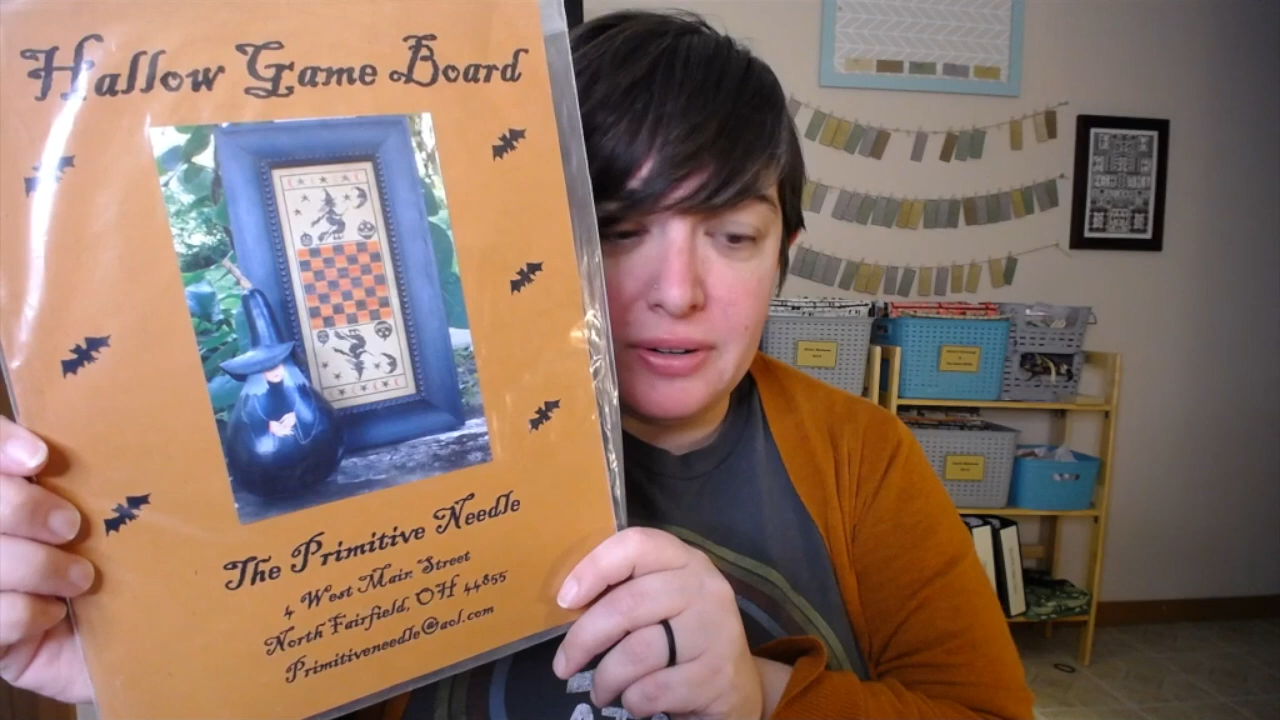 Hallow Game Board
The Primitive Needle
4 West Main Street
North Fairfield, OH 44855
Primitiveneedle@aol.com